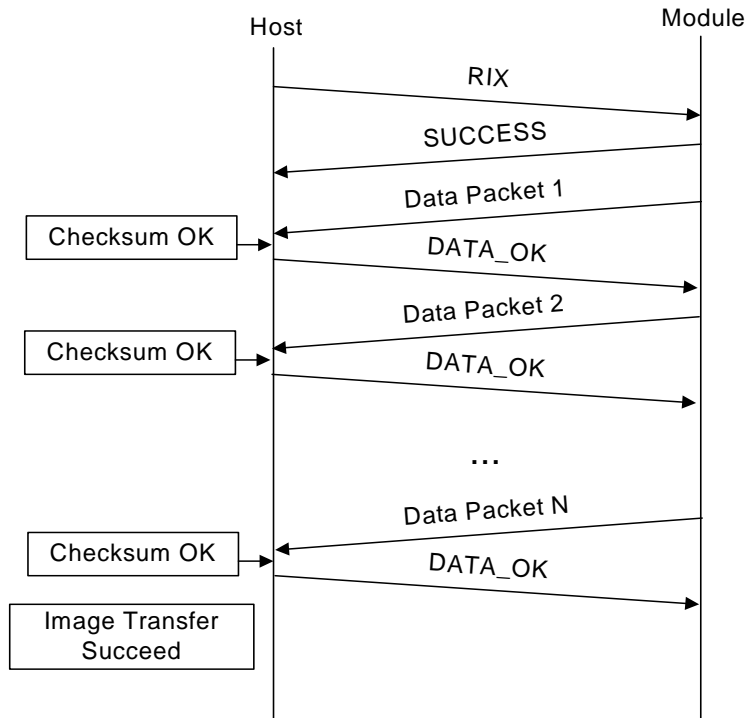 Host
Module
RIX
SUCCESS
Data Packet 1
Checksum OK
DATA_OK
Data Packet 2
Checksum OK
DATA_OK
...
Data Packet N
Checksum OK
DATA_OK
Image Transfer
Succeed